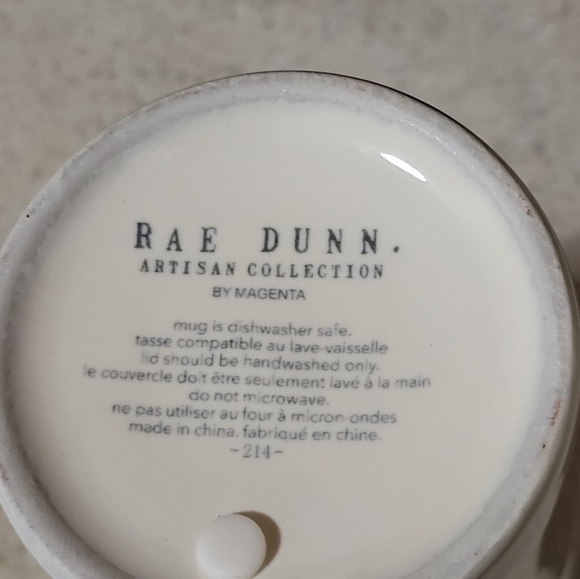 RAE DUNN.
ARTISAN COLLECTION
BY MAGENTA
mug is dishwasher safe.
tasse compatible au lave-vaisselle
lid should be handwashed only.
le couvercle doit être seulement lavé à la main
do not microwave.
ne pas utiliser au four à micron-ondes
made in china. fabriqué en chine.
-214-